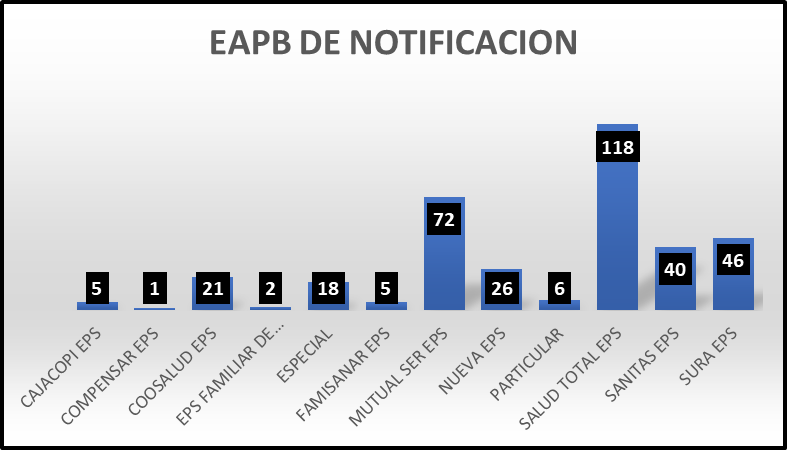 EAPB DE NOTIFICACION
5
1
21
2
18
5
72
26
6
118
40
46
CAJACOPI EPS
COMPENSAR EPS
COOSALUD EPS
EPS FAMILIAR DE...
ESPECIAL
FAMISANAR EPS
MUTUAL SER EPS
NUEVA EPS
PARTICULAR
SALUD TOTAL EPS
SANITAS EPS
SURA EPS